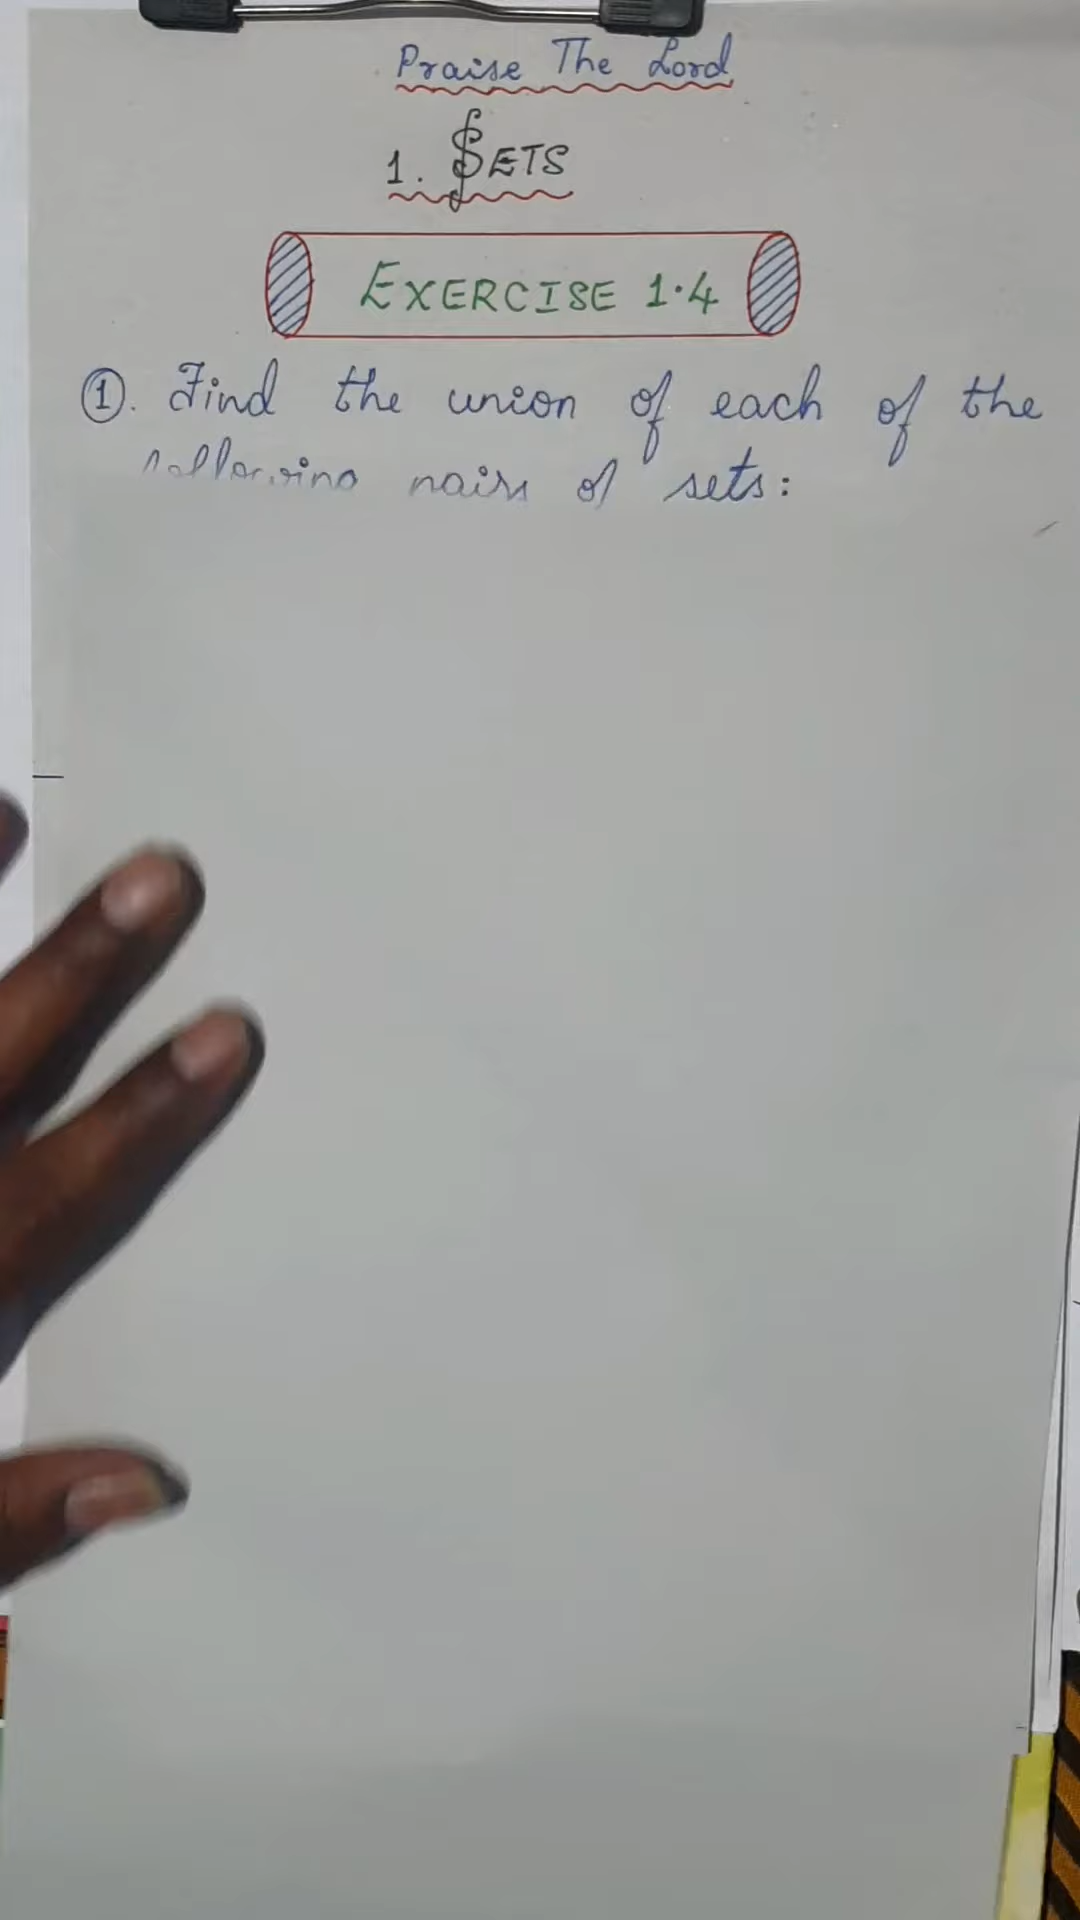 Praise The Lord
1. SETS
EXERCISE 1.4
①. Find the union of each of the
following pairs of sets: